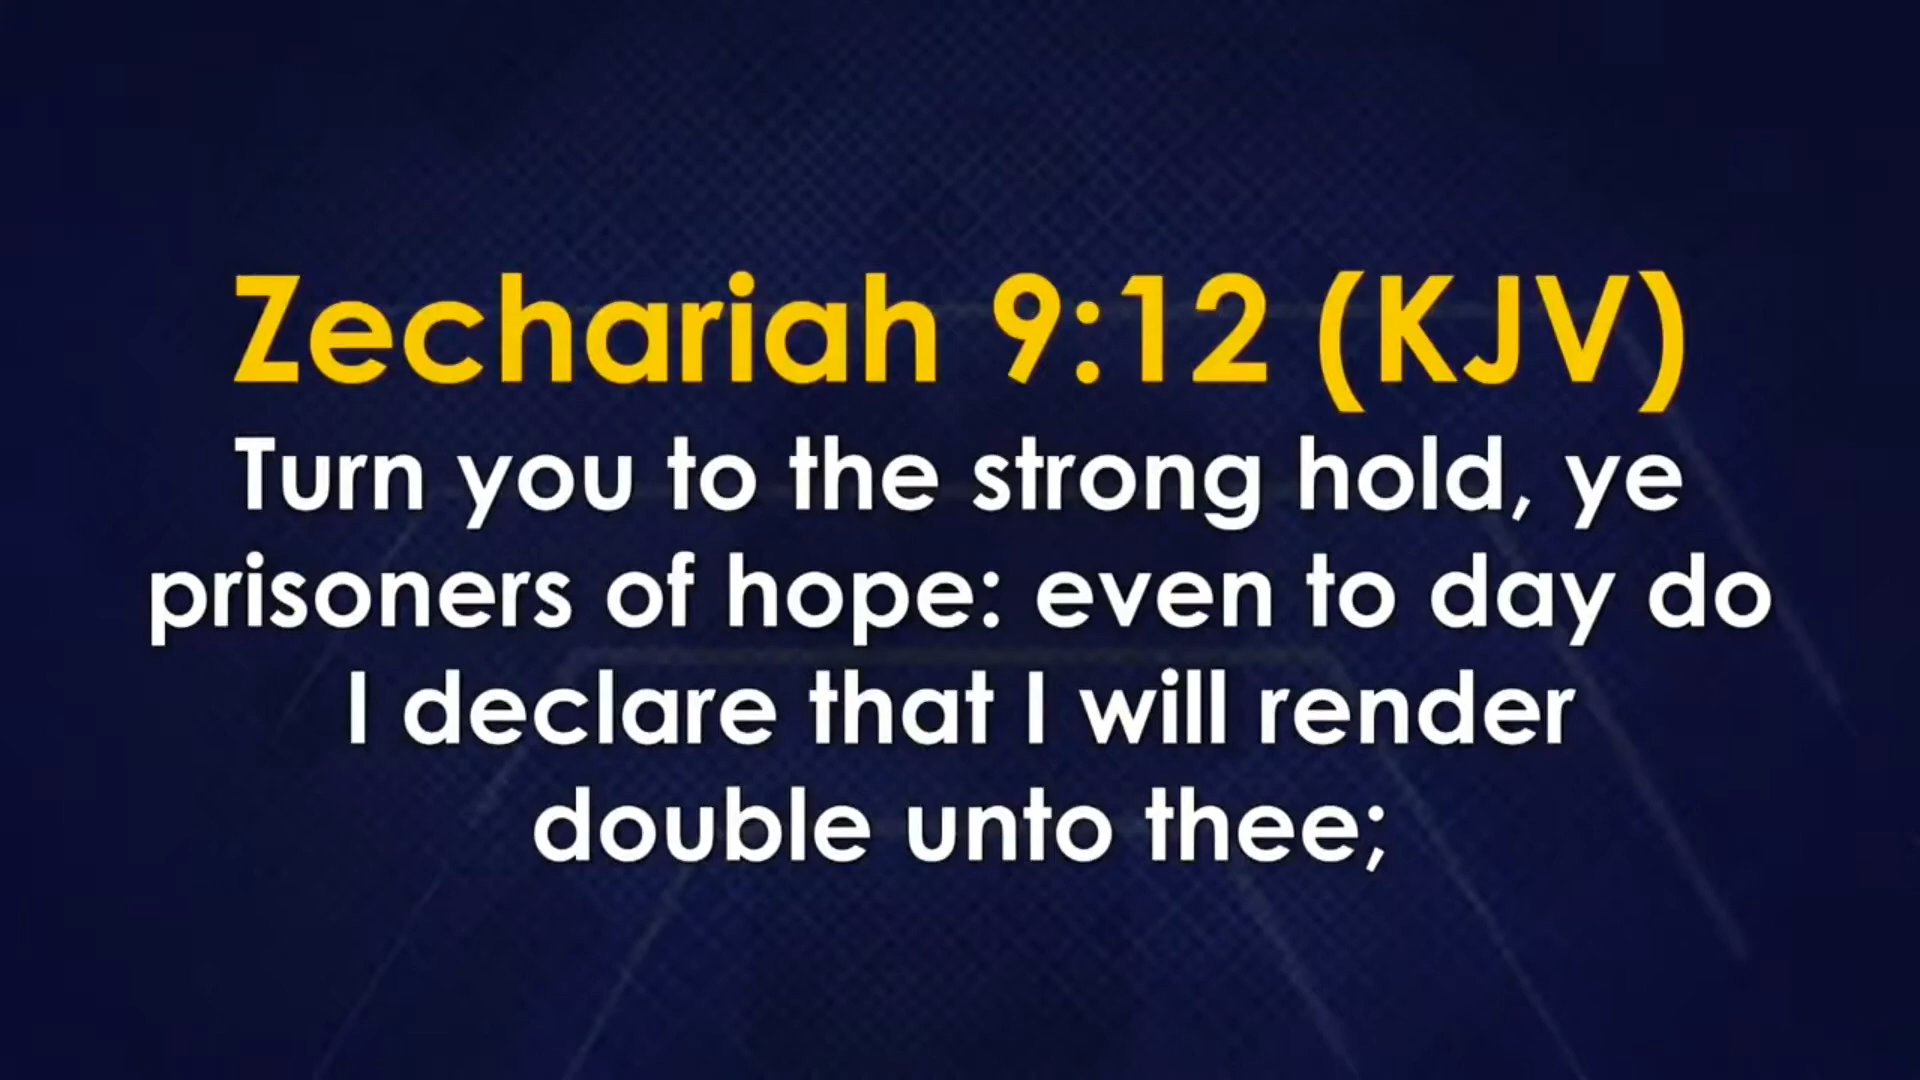 Zechariah 9:12 (KJV)
Turn you to the strong hold, ye
prisoners of hope: even to day do
I declare that I will render
double unto thee;